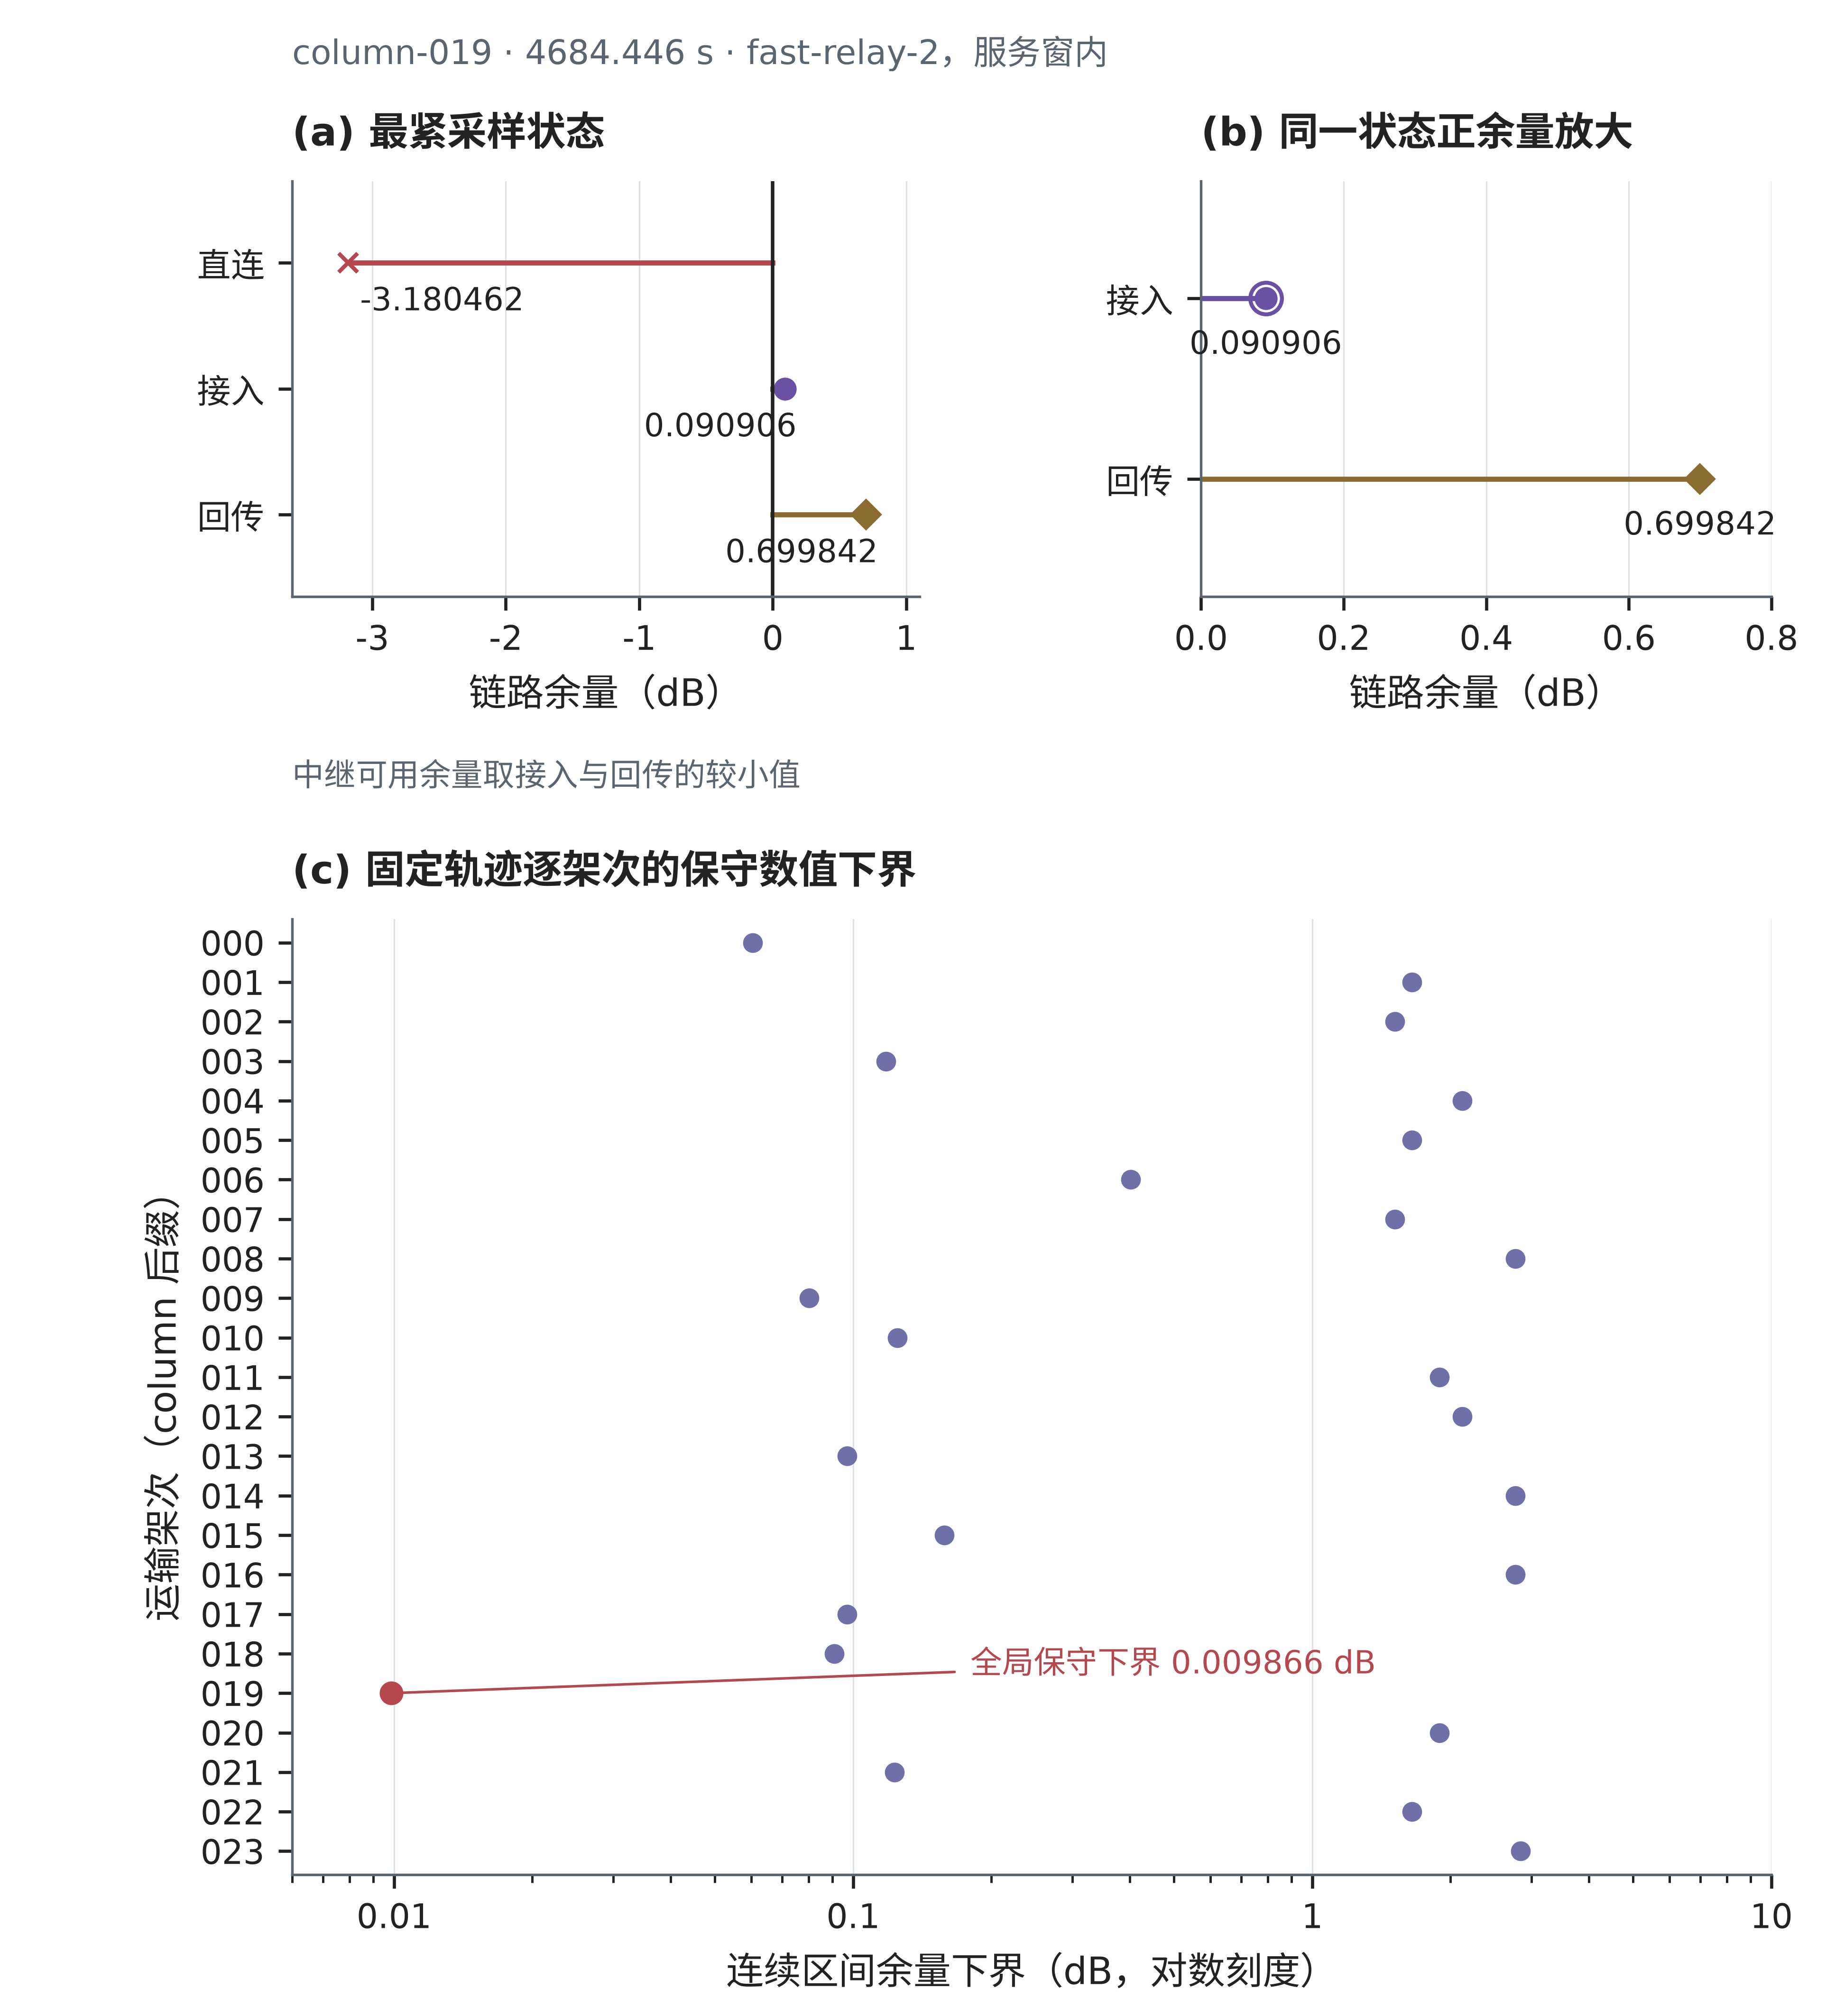 column-019 · 4684.446 s · fast-relay-2，服务窗内
(a) 最紧采样状态
直连
-3.180462
接入
0.090906
回传
0.699842
-3 -2 -1 0 1
链路余量（dB）
(b) 同一状态正余量放大
接入
0.090906
回传
0.699842
0.0 0.2 0.4 0.6 0.8
链路余量（dB）
中继可用余量取接入与回传的较小值
(c) 固定轨迹逐架次的保守数值下界
运输架次（column 后缀）
000
001
002
003
004
005
006
007
008
009
010
011
012
013
014
015
016
017
018
全局保守下界 0.009866 dB
019
020
021
022
023
0.01 0.1 1 10
连续区间余量下界（dB，对数刻度）